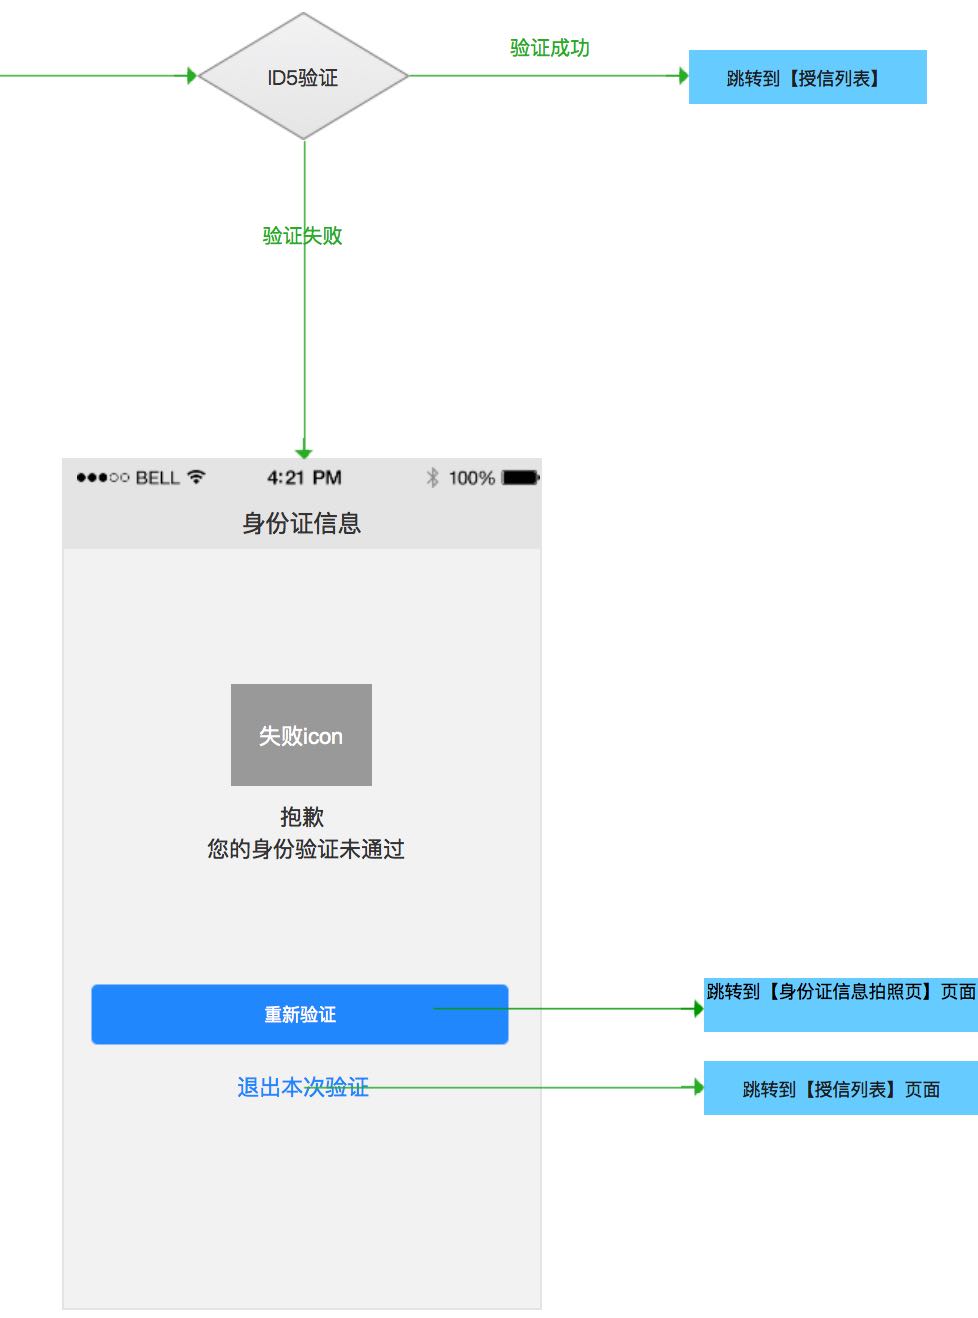 验证成功
ID5验证
跳转到【授信列表】
验证失败
BELL 4:21 PM 100%
身份证信息
失败icon
抱歉
您的身份验证未通过
重新验证
跳转到【身份证信息拍照页】页面
退出本次验证
跳转到【授信列表】页面